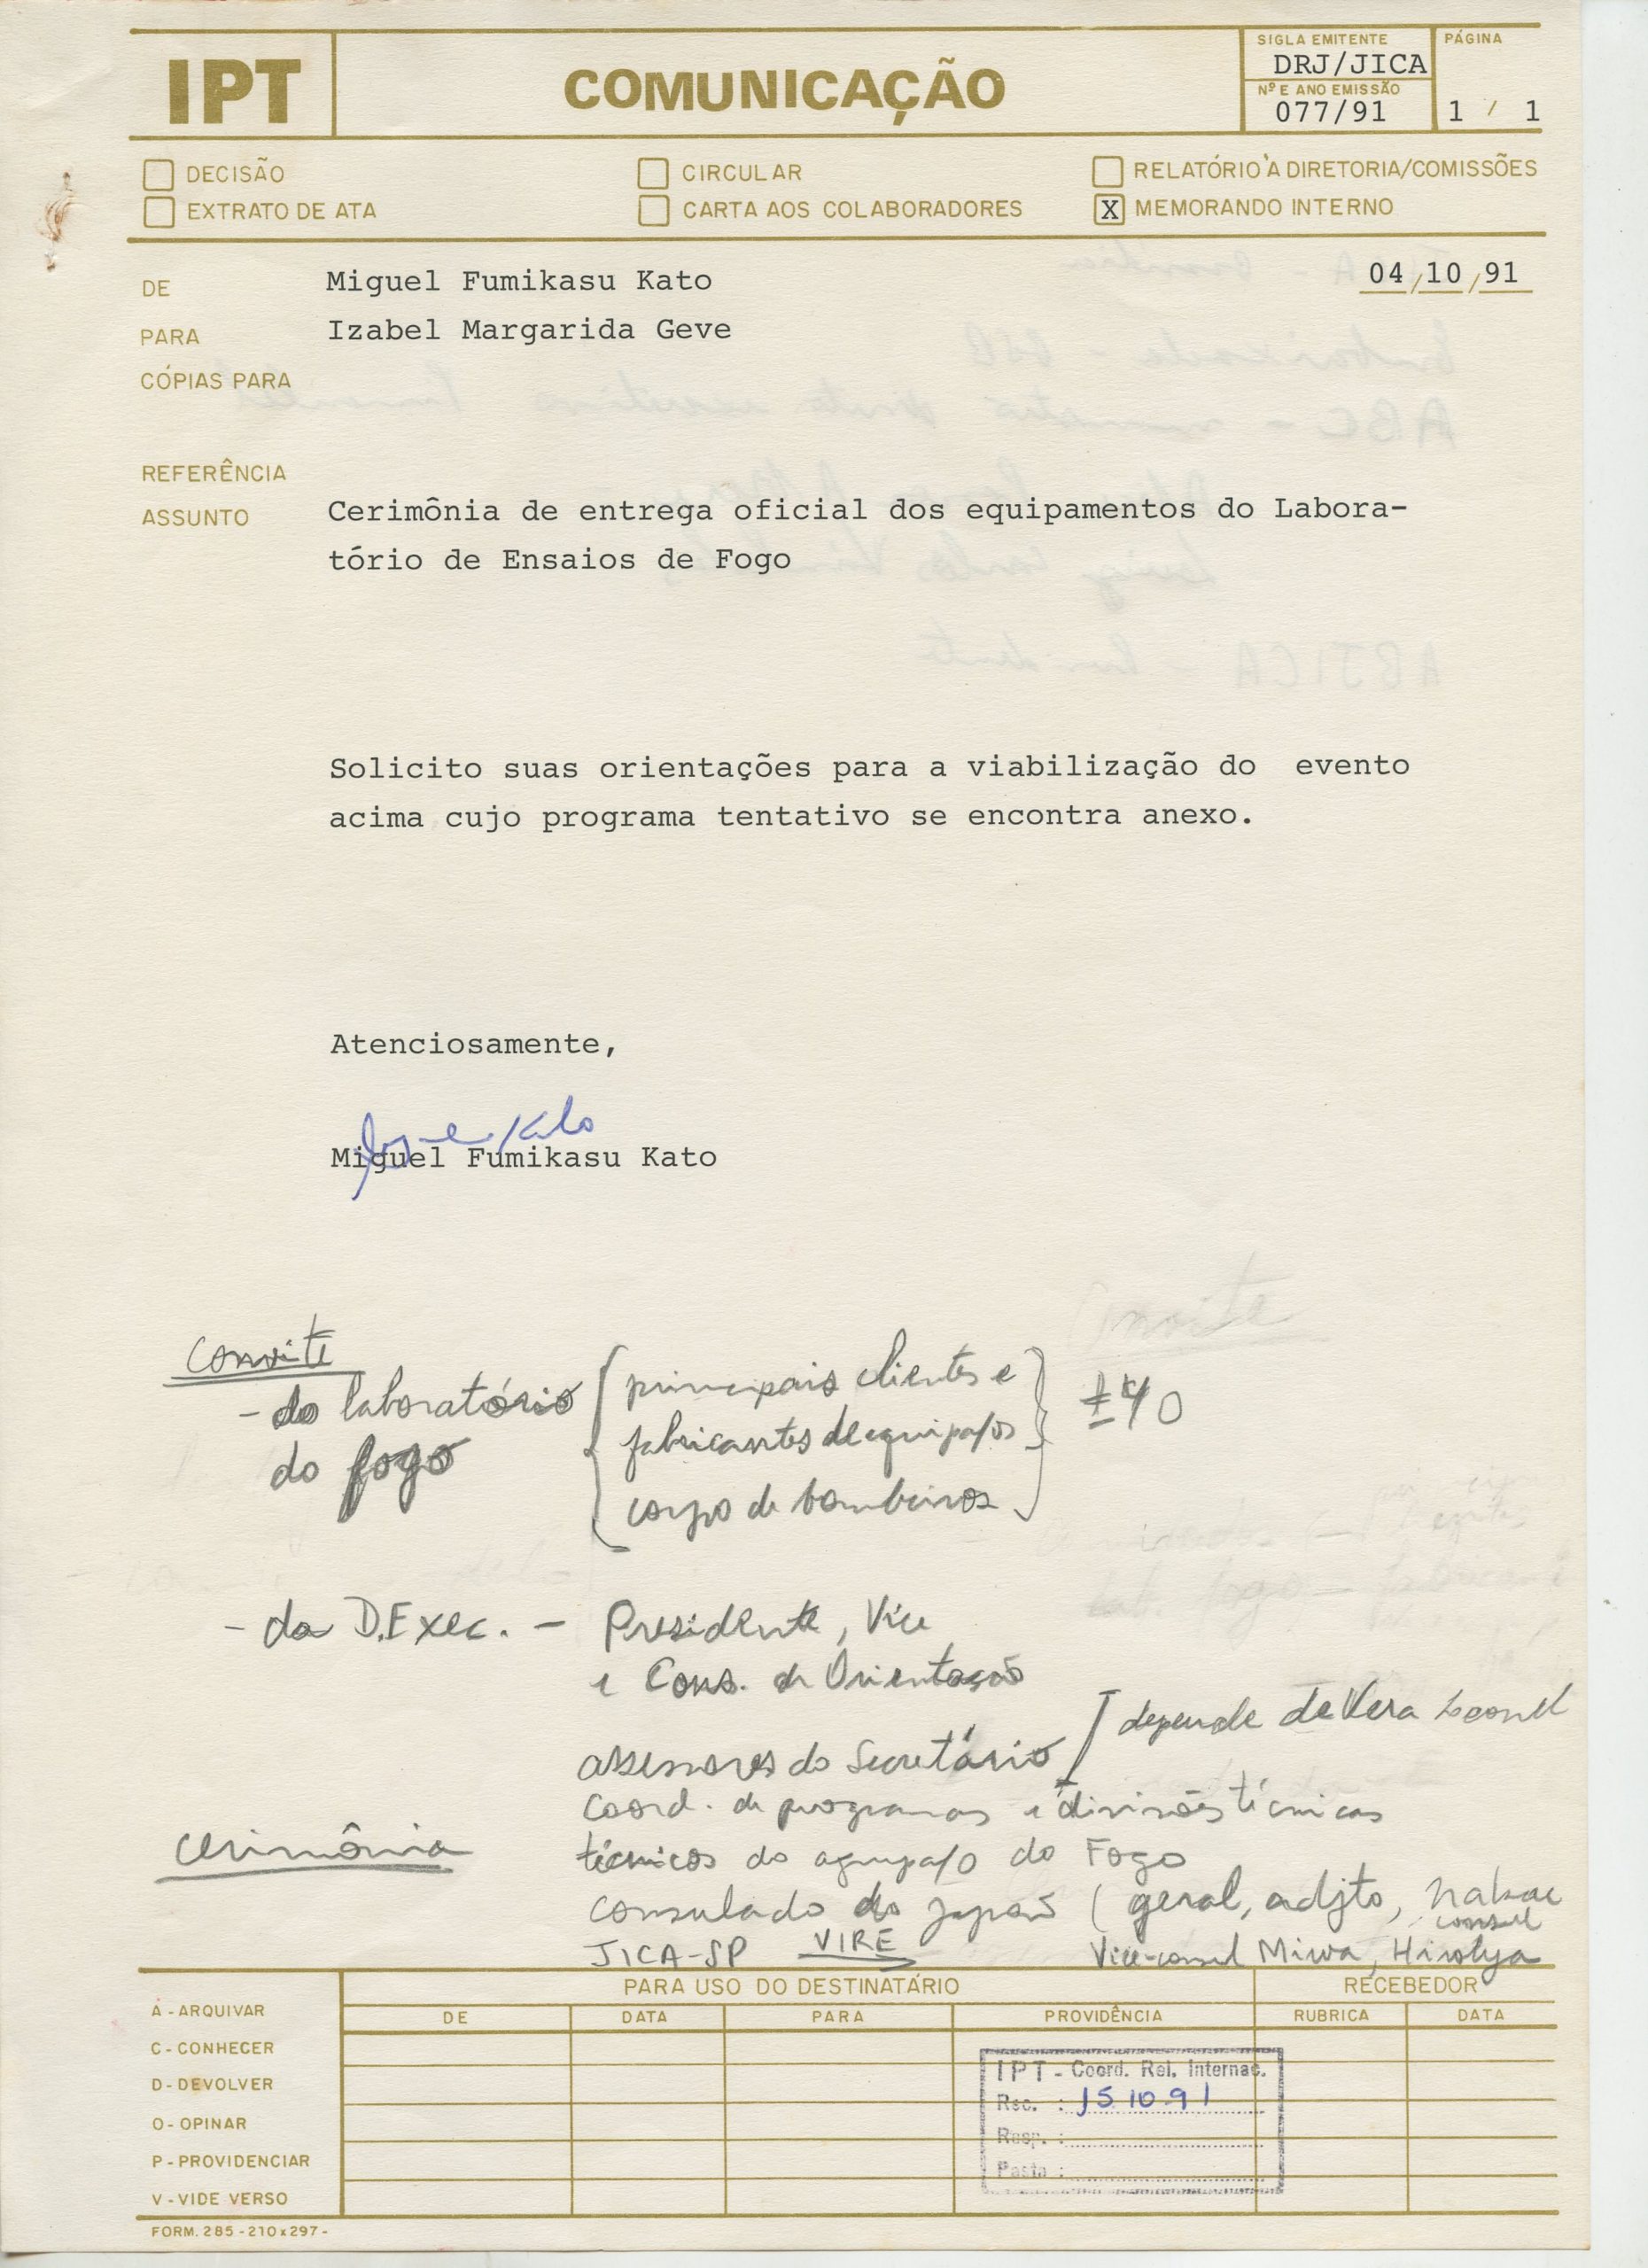 IPT
COMUNICAÇÃO
SIGLA EMITENTE
DRJ/JICA
Nº E ANO EMISSÃO
077/91
PÁGINA
1 / 1
DECISÃO
EXTRATO DE ATA
CIRCULAR
CARTA AOS COLABORADORES
RELATÓRIO À DIRETORIA/COMISSÕES
X MEMORANDO INTERNO
DE Miguel Fumikasu Kato
04/10/91
PARA Izabel Margarida Geve
CÓPIAS PARA
REFERÊNCIA
ASSUNTO Cerimônia de entrega oficial dos equipamentos do Labora-
tório de Ensaios de Fogo
Solicito suas orientações para a viabilização do evento
acima cujo programa tentativo se encontra anexo.
Atenciosamente,
Miguel Fumikasu Kato
Convite
- do laboratório
do fogo
principais clientes e
fabricantes de equipa/os
corpo de bombeiros
±40
- da D.Exec. - Presidente, Vice
e Cons. de Orientação
assessores do Secretário
depende de Vera Leonel
coord. de programas e divisões técnicas
cerimônia
técnicos do agrupa/o do Fogo
consulado do Japão (geral, adjto,
consul
JICA-SP VIRE
Vice-consul Miwa,
PARA USO DO DESTINATÁRIO
RECEBEDOR
DE
DATA
PARA
PROVIDÊNCIA
RUBRICA
DATA
A - ARQUIVAR
C - CONHECER
D - DEVOLVER
O - OPINAR
P - PROVIDENCIAR
V - VIDE VERSO
IPT - Coord. Rel. Internac.
Rec. : 15 10 91
Resp. :
Pasta :
FORM. 285 - 210x297 -